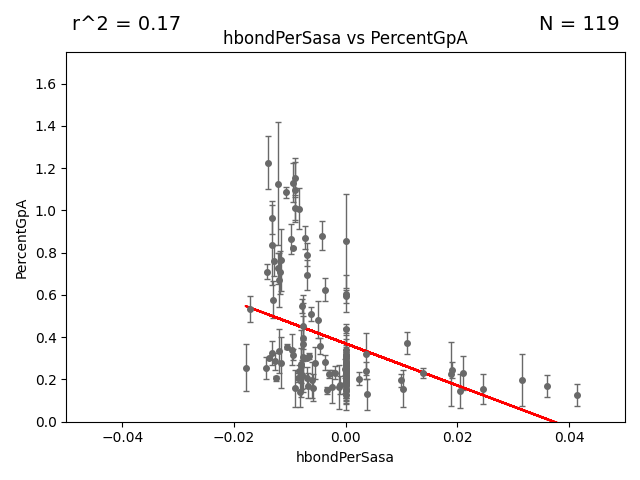 r^2 = 0.17
N = 119
hbondPerSasa vs PercentGpA
1.6
1.4
1.2
1.0
0.8
0.6
0.4
0.2
0.0
PercentGpA
−0.04
−0.02
0.00
0.02
0.04
hbondPerSasa